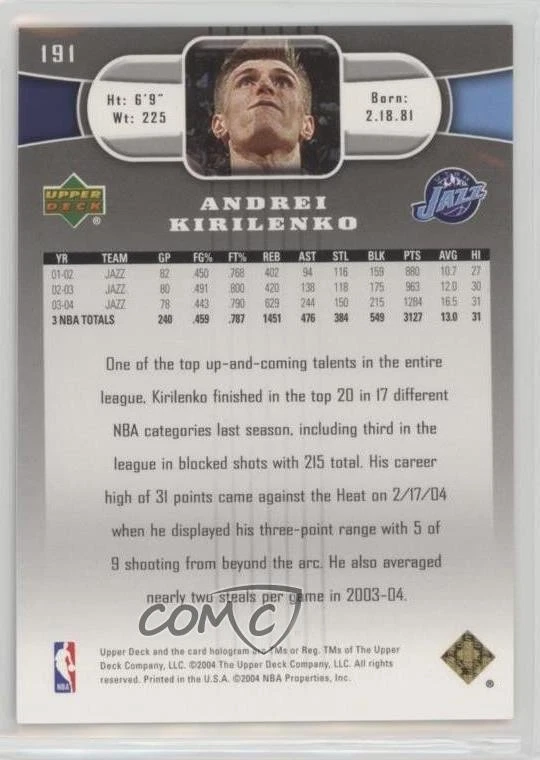 191
Ht: 6'9"
Wt: 225
Born:
2.18.81
UPPER
DECK
®
ANDREI
KIRILENKO
JAZZ
YR TEAM GP FG% FT% REB AST STL BLK PTS AVG HI
01-02 JAZZ 82 .450 .768 402 94 116 159 880 10.7 27
02-03 JAZZ 80 .491 .800 420 138 118 175 963 12.0 30
03-04 JAZZ 78 .443 .790 629 244 150 215 1284 16.5 31
3 NBA TOTALS 240 .459 .787 1451 476 384 549 3127 13.0 31
One of the top up-and-coming talents in the entire
league, Kirilenko finished in the top 20 in 17 different
NBA categories last season, including third in the
league in blocked shots with 215 total. His career
high of 31 points came against the Heat on 2/17/04
when he displayed his three-point range with 5 of
9 shooting from beyond the arc. He also averaged
nearly two steals per game in 2003-04.
COMC
NBA
Upper Deck and the card hologram are TMs or Reg. TMs of The Upper
Deck Company, LLC. ©2004 The Upper Deck Company, LLC. All rights
reserved. Printed in the U.S.A. ©2004 NBA Properties, Inc.
®